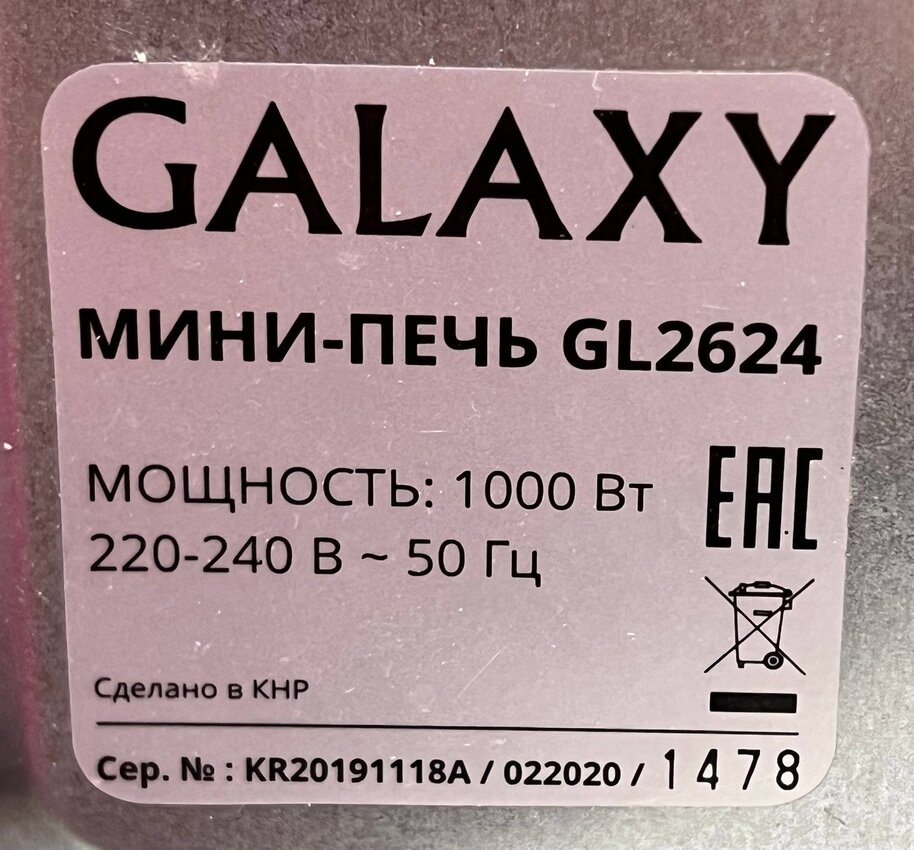 GALAXY
МИНИ-ПЕЧЬ GL2624
МОЩНОСТЬ: 1000 Вт
220-240 В ~ 50 Гц
EAC
Сделано в КНР
Сер. № : KR20191118A / 022020 / 1478